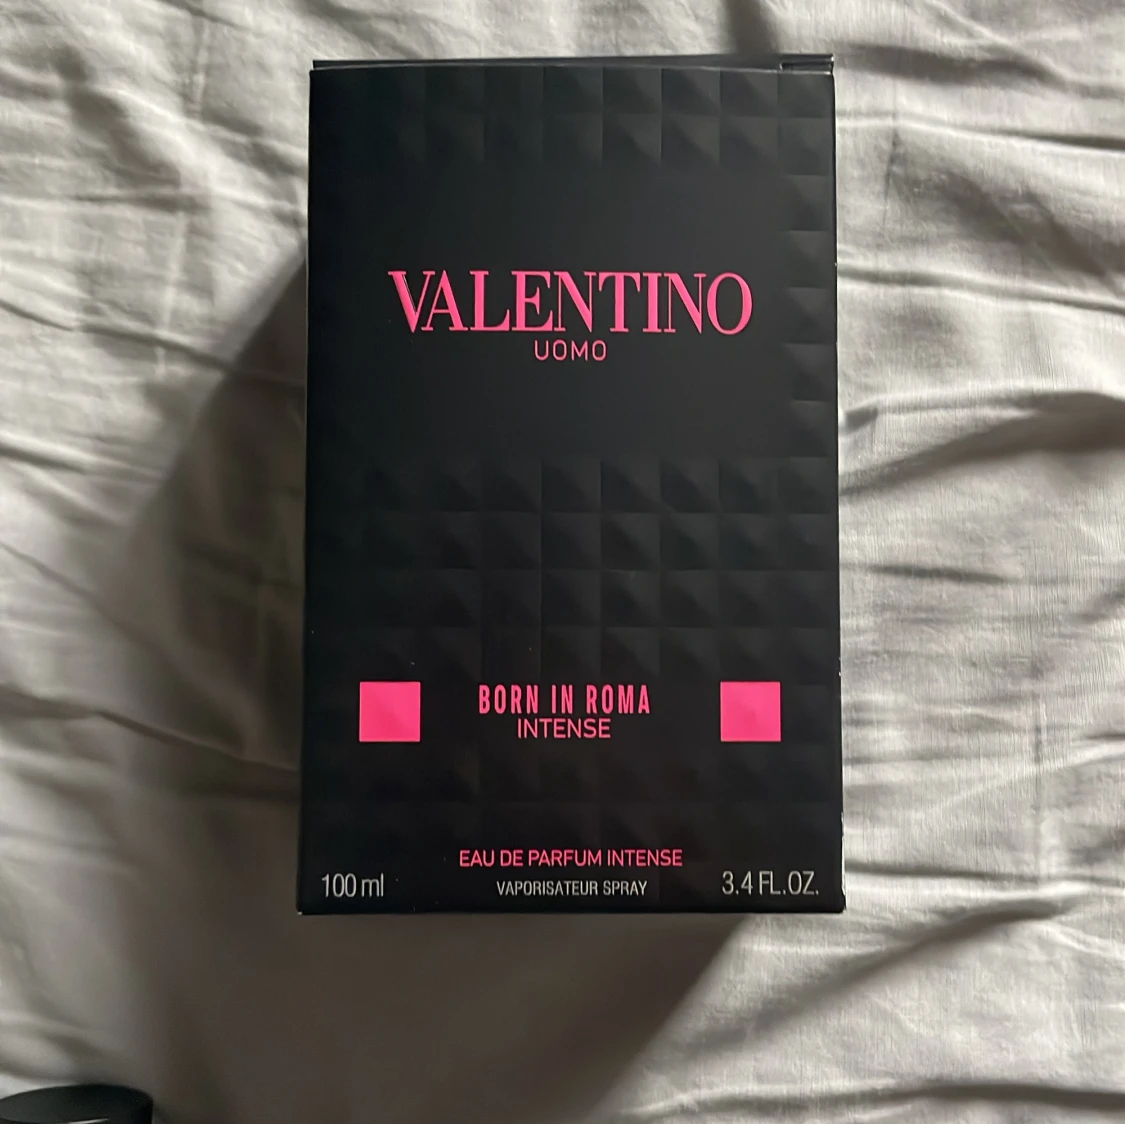 VALENTINO
UOMO
BORN IN ROMA
INTENSE
EAU DE PARFUM INTENSE
100 ml
VAPORISATEUR SPRAY
3.4 FL.OZ.